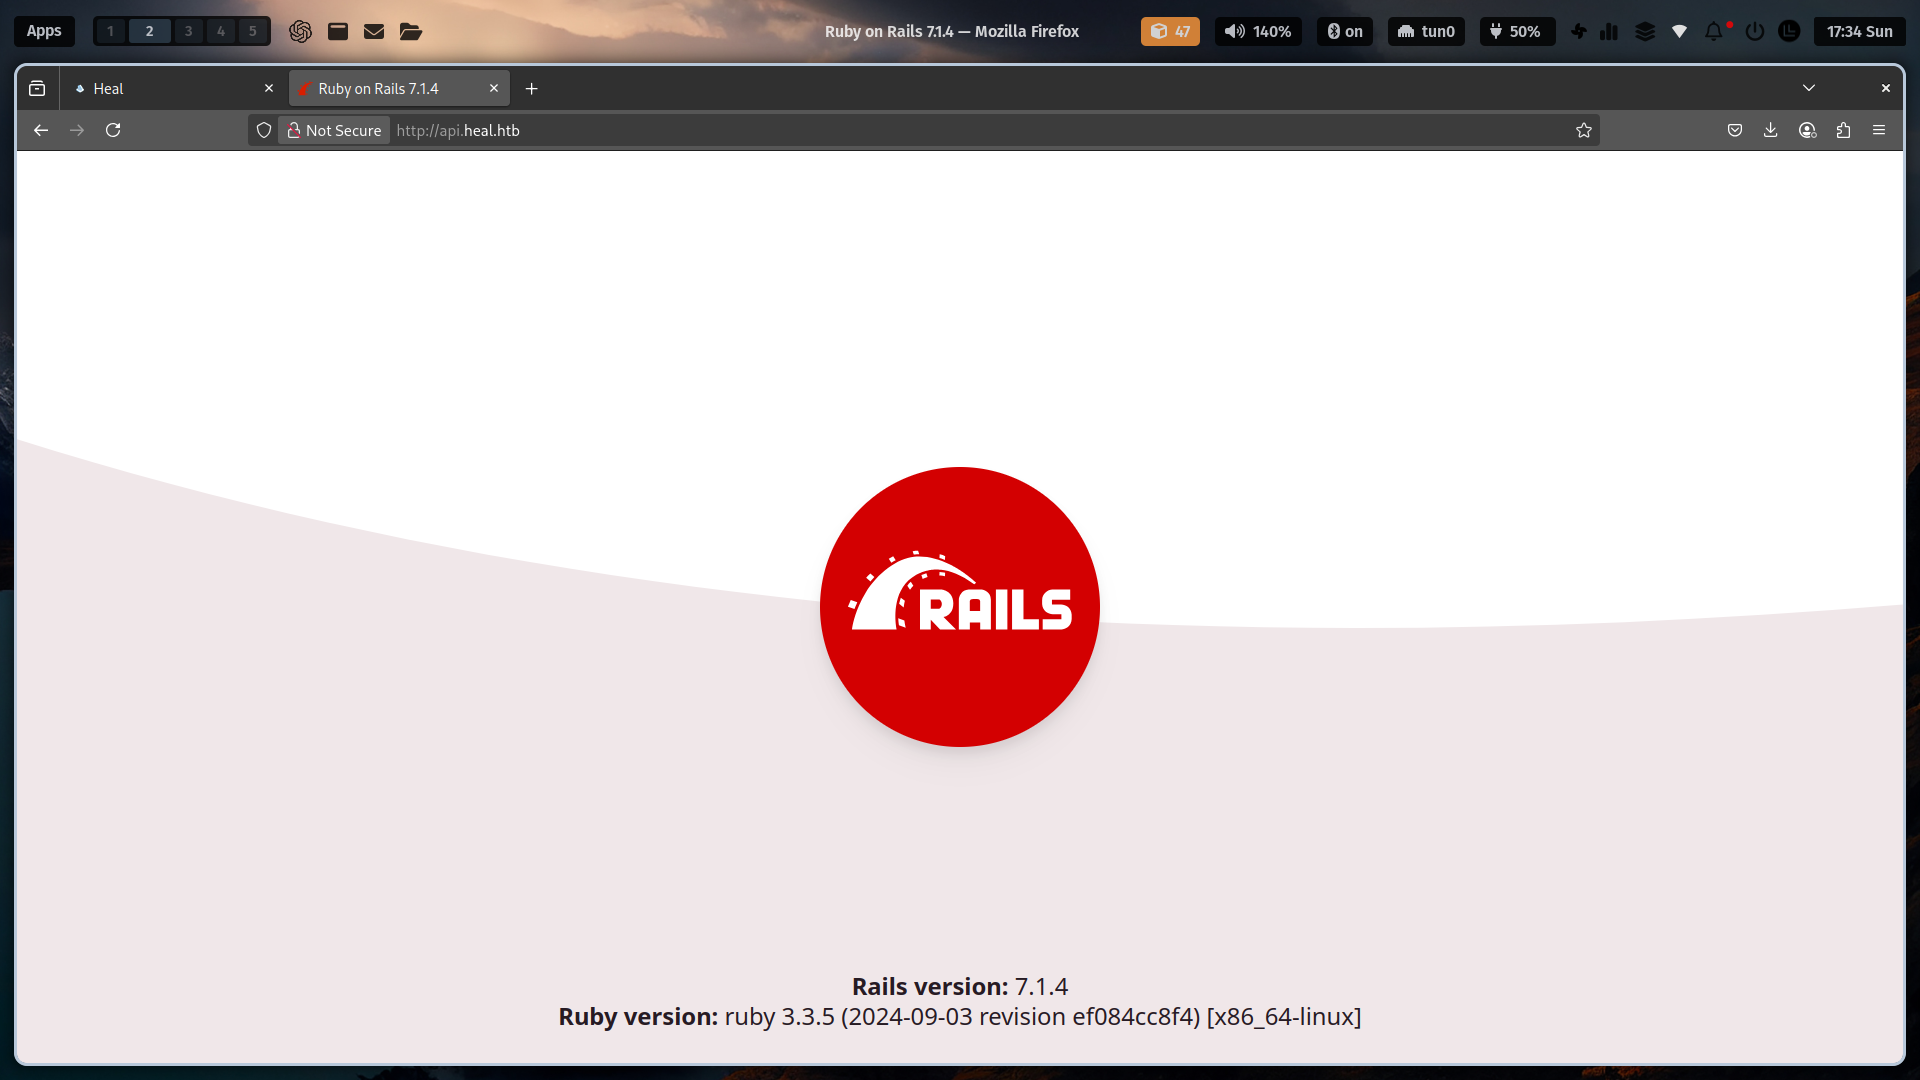 Apps 1 2 3 4 5 Ruby on Rails 7.1.4 — Mozilla Firefox 47 140% on tun0 50% 17:34 Sun
Heal Ruby on Rails 7.1.4
Not Secure http://api.heal.htb
RAILS
Rails version: 7.1.4
Ruby version: ruby 3.3.5 (2024-09-03 revision ef084cc8f4) [x86_64-linux]